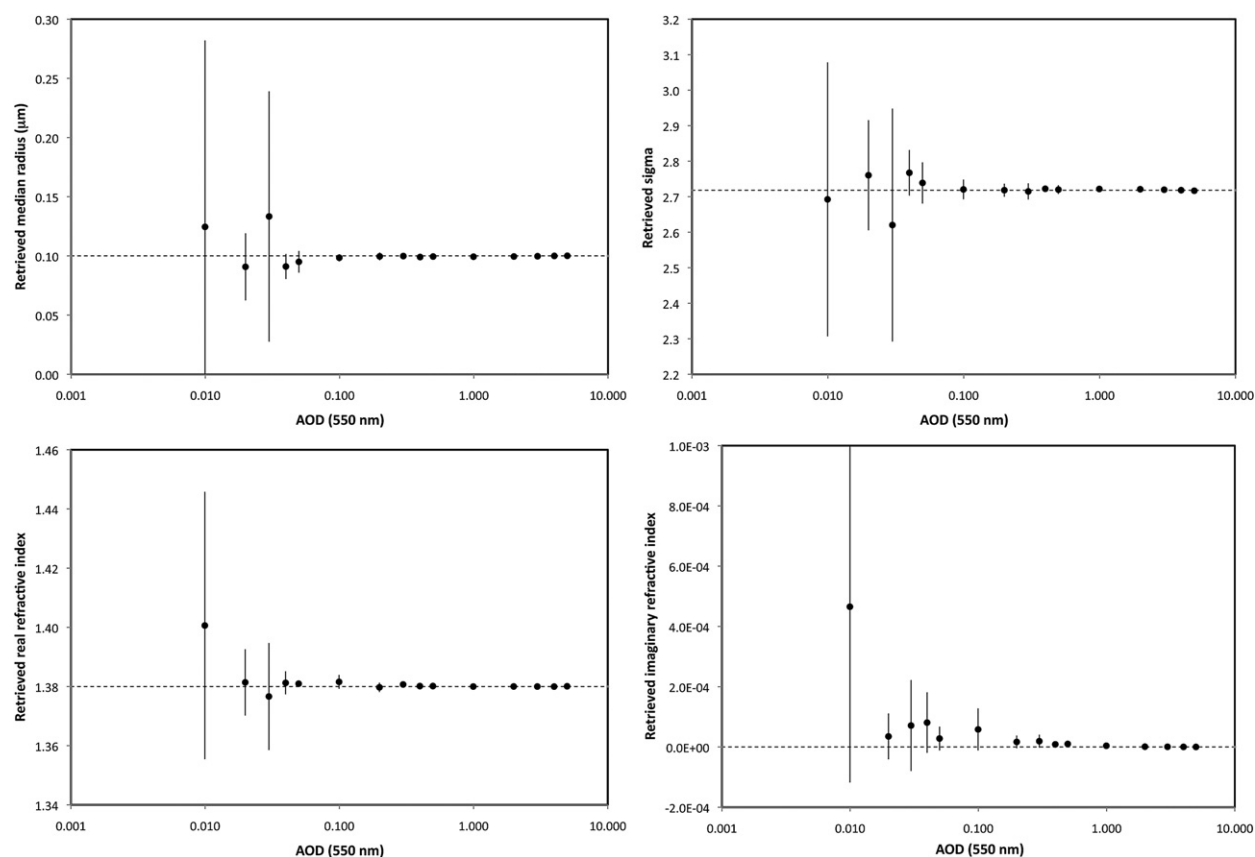 Retrieved median radius (μm)
0.30
0.25
0.20
0.15
0.10
0.05
0.00
0.001 0.010 0.100 1.000 10.000
AOD (550 nm)
Retrieved sigma
3.2
3.1
3.0
2.9
2.8
2.7
2.6
2.5
2.4
2.3
2.2
0.001 0.010 0.100 1.000 10.000
AOD (550 nm)
Retrieved real refractive index
1.46
1.44
1.42
1.40
1.38
1.36
1.34
0.001 0.010 0.100 1.000 10.000
AOD (550 nm)
Retrieved imaginary refractive index
1.0E-03
8.0E-04
6.0E-04
4.0E-04
2.0E-04
0.0E+00
-2.0E-04
0.001 0.010 0.100 1.000 10.000
AOD (550 nm)